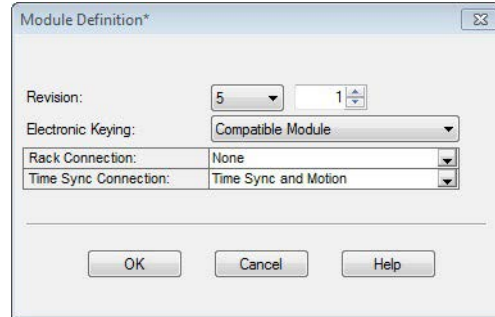 Module Definition*
Revision: 5 1
Electronic Keying: Compatible Module
Rack Connection: None
Time Sync Connection: Time Sync and Motion
OK Cancel Help